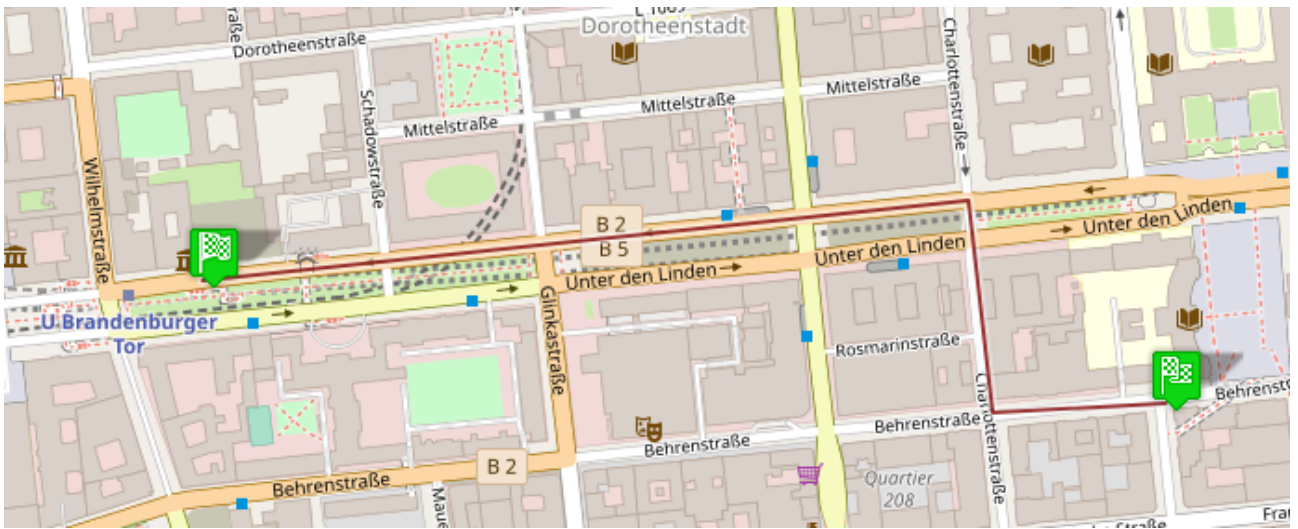 Dorotheenstadt
Dorotheenstraße
Charlottenstraße
Mittelstraße
Mittelstraße
Mittelstraße
Schadowstraße
Wilhelmstraße
B 2
B 5
Unter den Linden
Unter den Linden
Unter den Linden
U Brandenburger
Tor
Glinkastraße
Rosmarinstraße
Charlottenstraße
Behrenstraße
Behrenstraße
B 2
Behrenstraße
Quartier
208